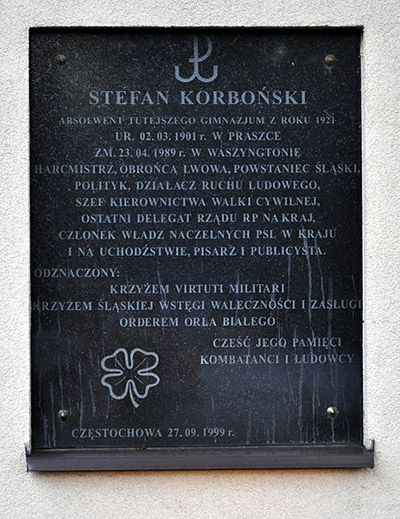 STEFAN KORBOŃSKI
ABSOLWENT TUTEJSZEGO GIMNAZJUM Z ROKU 1921
UR. 02.03.1901 r. W PRASZCE
ZM. 23.04.1989 r. W WASZYNGTONIE
HARCMISTRZ, OBROŃCA LWOWA, POWSTANIEC ŚLĄSKI,
POLITYK, DZIAŁACZ RUCHU LUDOWEGO,
SZEF KIEROWNICTWA WALKI CYWILNEJ,
OSTATNI DELEGAT RZĄDU RP NA KRAJ,
CZŁONEK WŁADZ NACZELNYCH PSL W KRAJU
I NA UCHODŹSTWIE, PISARZ I PUBLICYSTA.
ODZNACZONY:
KRZYŻEM VIRTUTI MILITARI
KRZYŻEM ŚLĄSKIEJ WSTĘGI WALECZNOŚCI I ZASŁUGI
ORDEREM ORŁA BIAŁEGO
CZEŚĆ JEGO PAMIĘCI
KOMBATANCI I LUDOWCY
CZĘSTOCHOWA 27.09.1999 r.